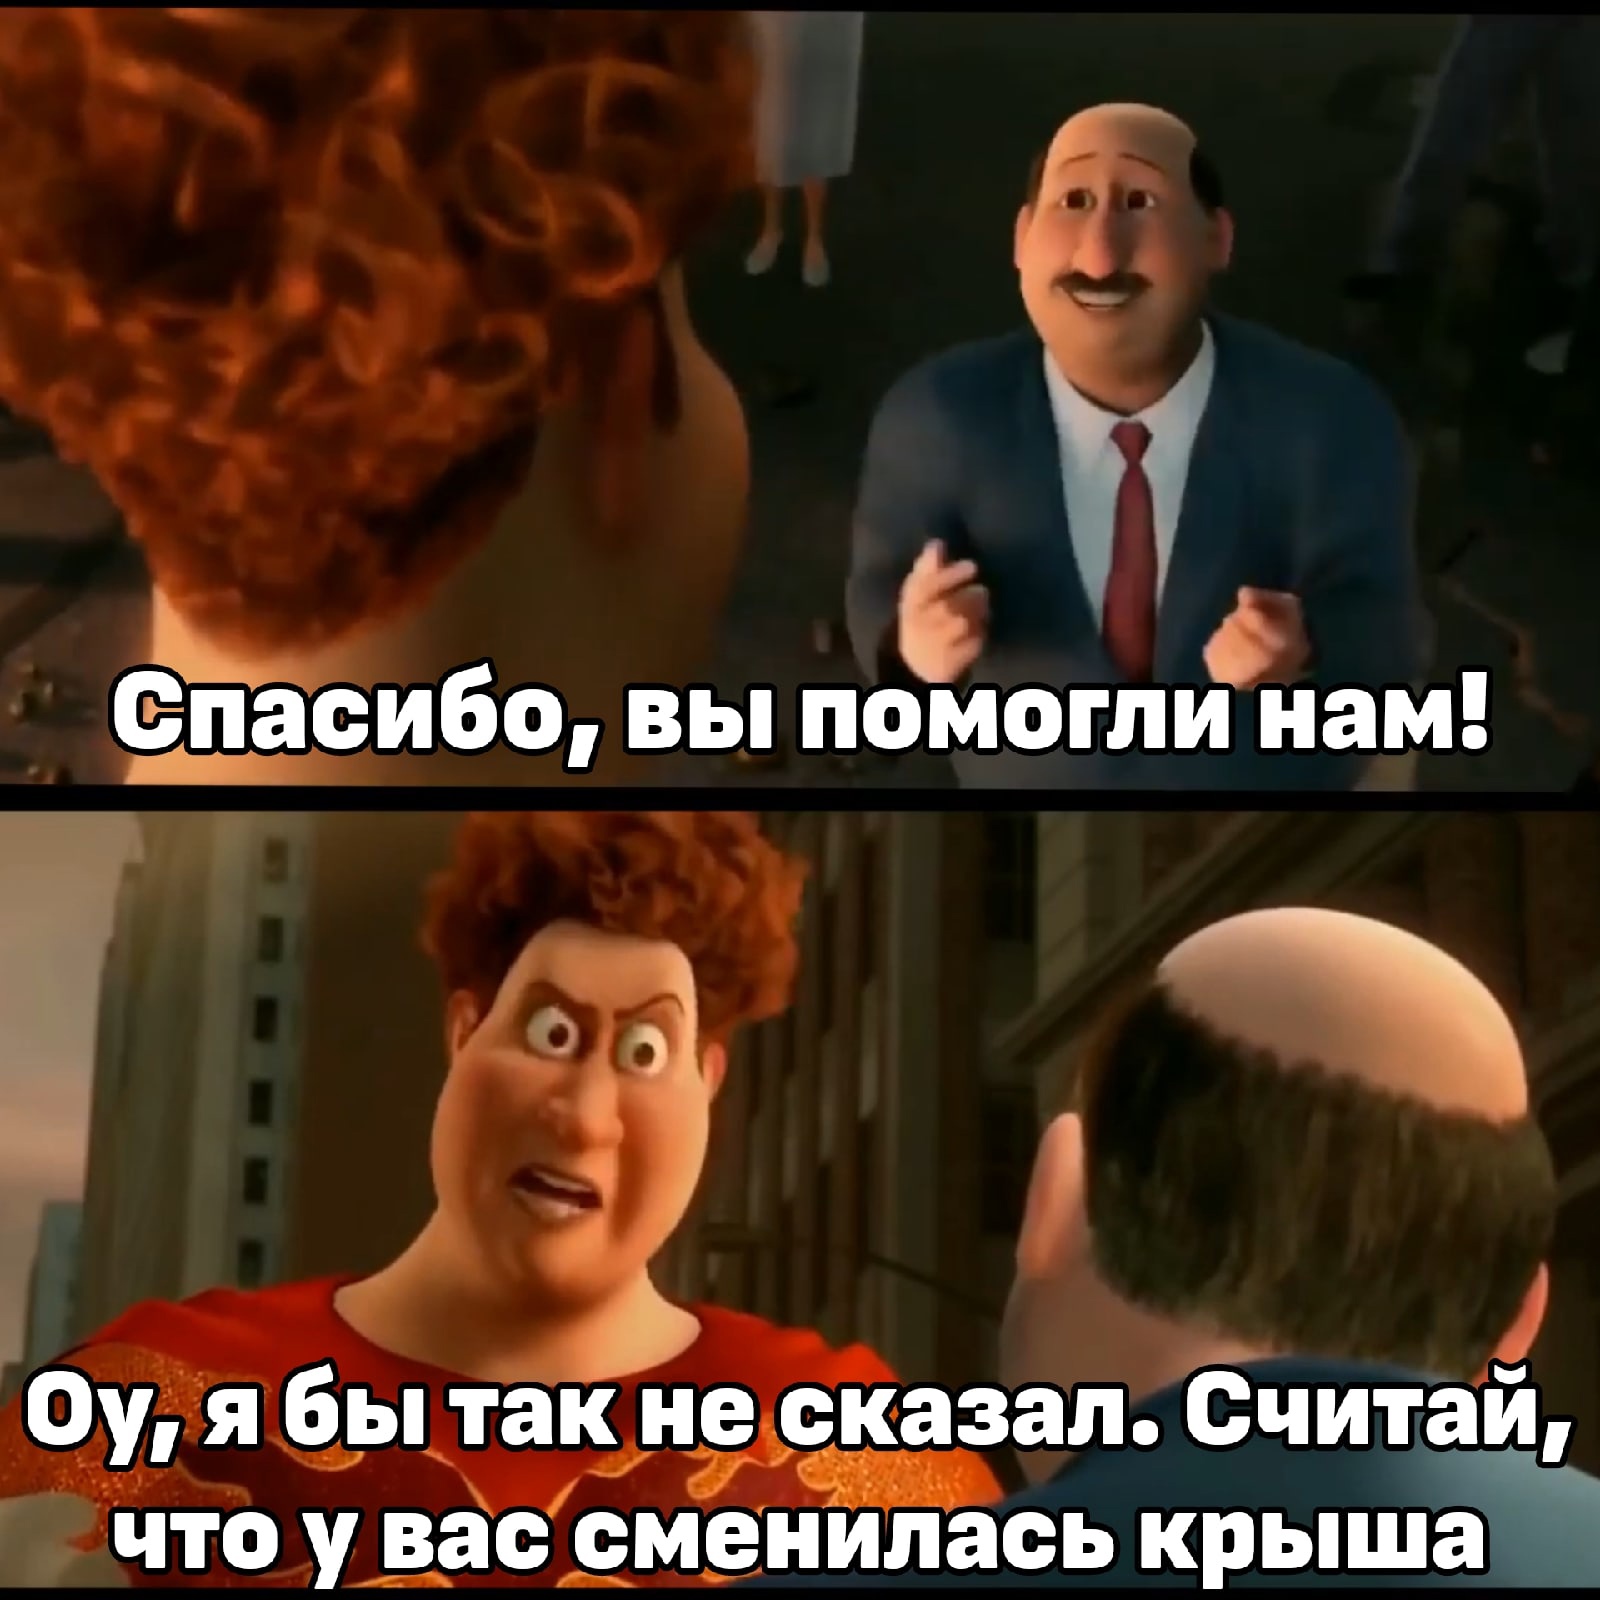 Спасибо, вы помогли нам!
Оу, я бы так не сказал. Считай,
что у вас сменилась крыша